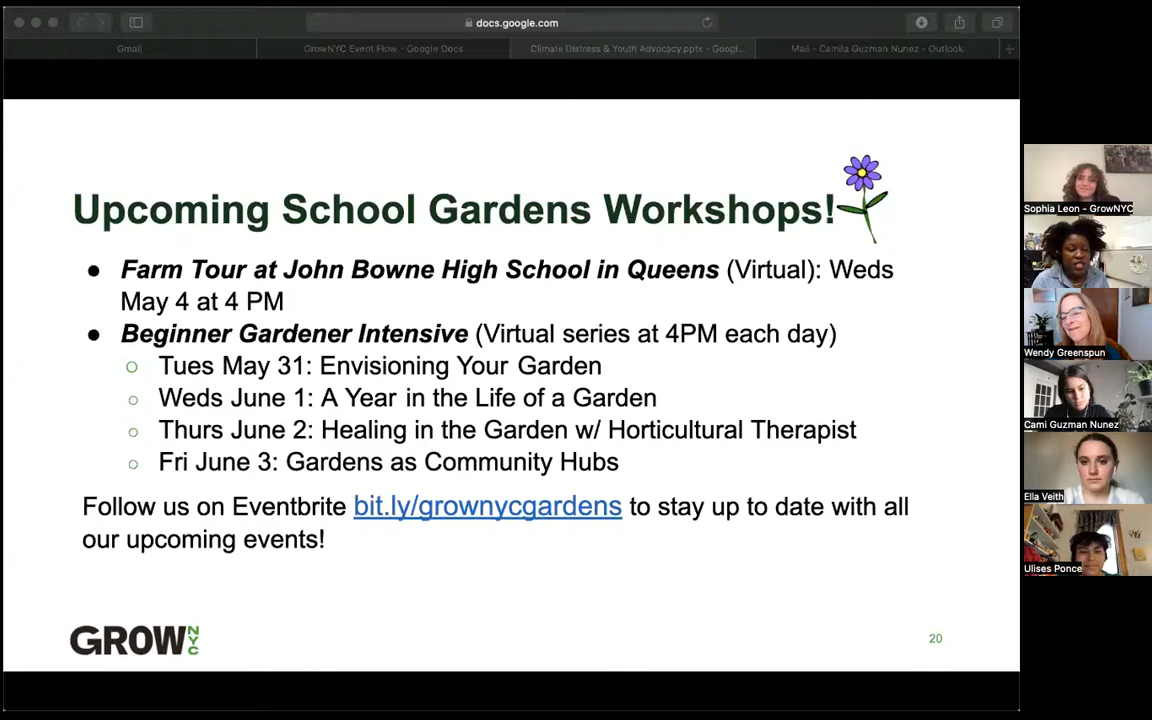 docs.google.com
Gmail
GrowNYC Event Flow - Google Docs
Climate Distress & Youth Advocacy.pptx - Googl...
Mail - Camila Guzman Nunez - Outlook
Upcoming School Gardens Workshops!
● Farm Tour at John Bowne High School in Queens (Virtual): Weds
May 4 at 4 PM
● Beginner Gardener Intensive (Virtual series at 4PM each day)
○ Tues May 31: Envisioning Your Garden
○ Weds June 1: A Year in the Life of a Garden
○ Thurs June 2: Healing in the Garden w/ Horticultural Therapist
○ Fri June 3: Gardens as Community Hubs
Follow us on Eventbrite bit.ly/grownycgardens to stay up to date with all
our upcoming events!
GROWNYC
20
Sophia Leon - GrowNYC
Wendy Greenspun
Cami Guzman Nunez
Ella Veith
Ulises Ponce